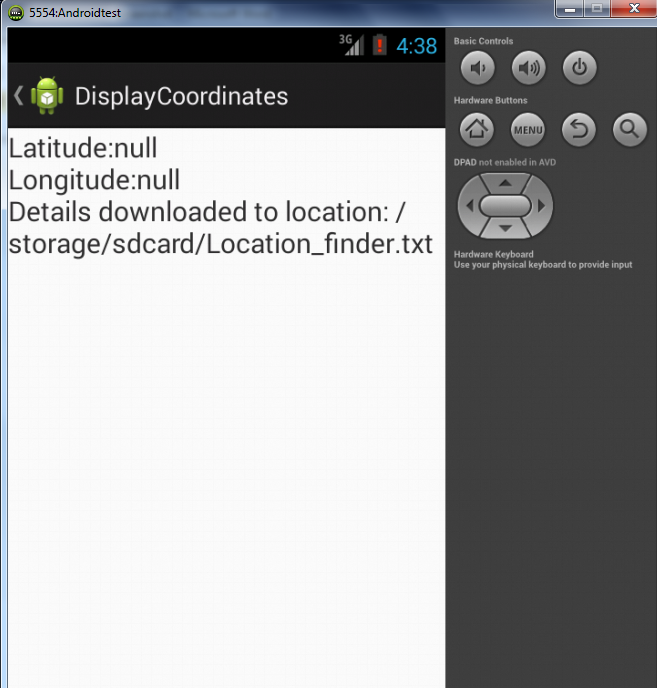 5554:Androidtest
3G 4:38
DisplayCoordinates
Latitude:null
Longitude:null
Details downloaded to location: /
storage/sdcard/Location_finder.txt
Basic Controls
Hardware Buttons
MENU
DPAD not enabled in AVD
Hardware Keyboard
Use your physical keyboard to provide input